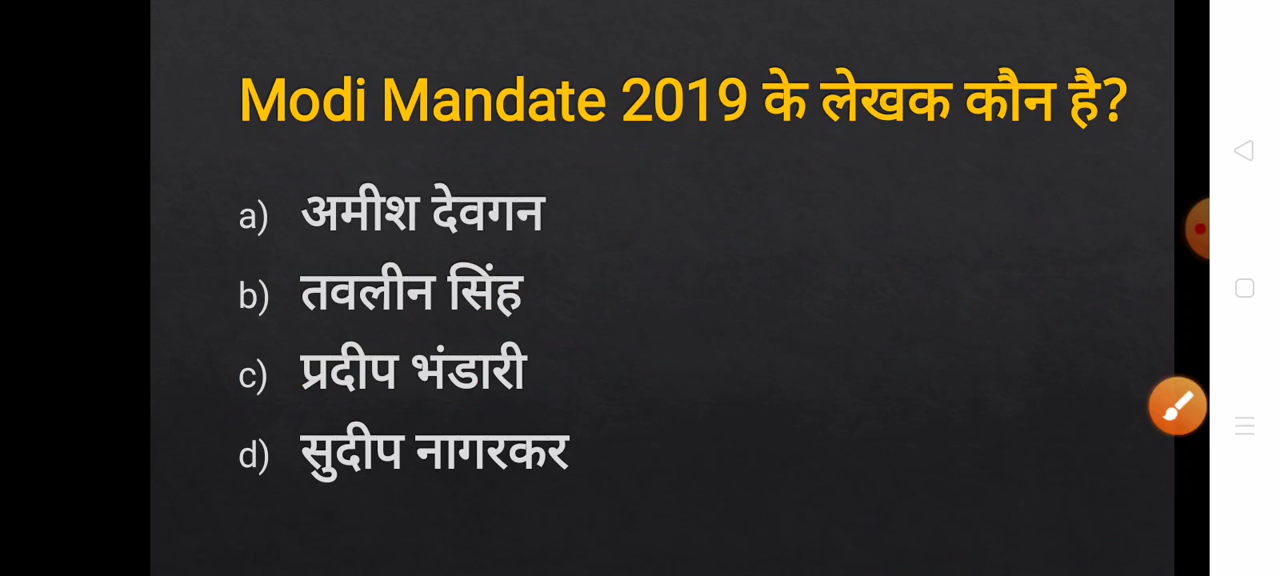 Modi Mandate 2019 के लेखक कौन है?
a) अमीश देवगन
b) तवलीन सिंह
c) प्रदीप भंडारी
d) सुदीप नागरकर